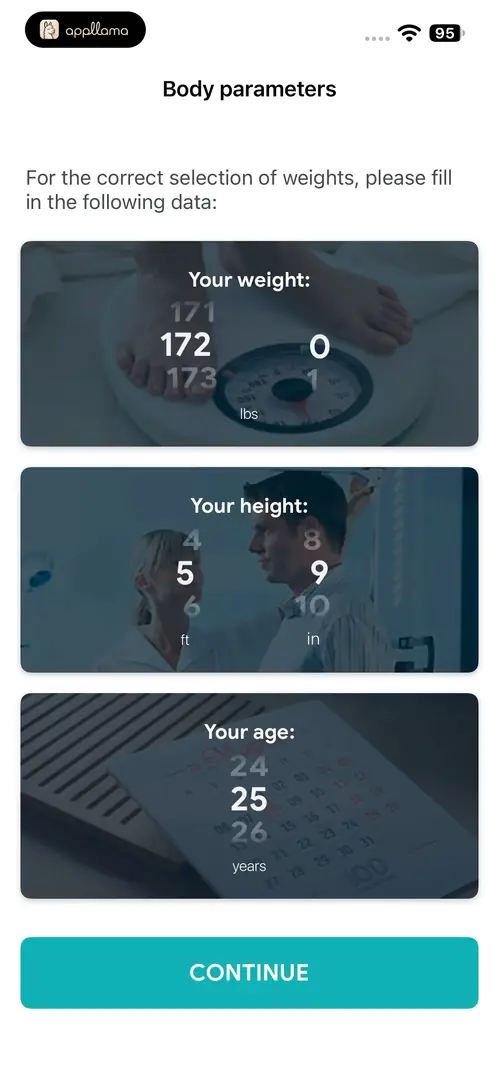 appllama
95
Body parameters
For the correct selection of weights, please fill
in the following data:
Your weight:
171
172 0
173 1
lbs
Your height:
4 8
5 9
6 10
ft in
Your age:
24
25
26
years
CONTINUE